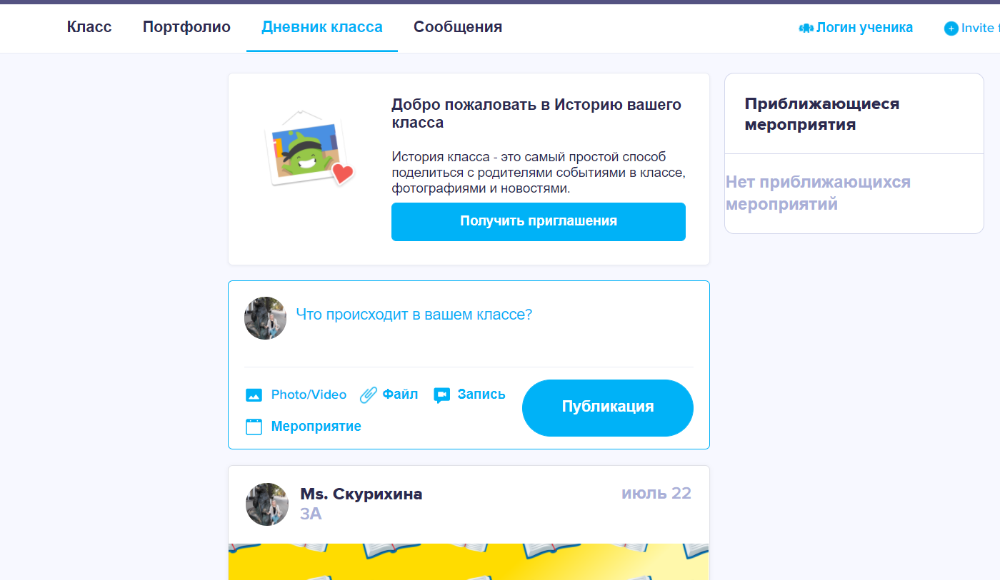 Класс Портфолио Дневник класса Сообщения Логин ученика Invite
Добро пожаловать в Историю вашего
класса
История класса - это самый простой способ
поделиться с родителями событиями в классе,
фотографиями и новостями.
Получить приглашения
Приближающиеся
мероприятия
Нет приближающихся
мероприятий
Что происходит в вашем классе?
Photo/Video Файл Запись
Мероприятие
Публикация
Ms. Скурихина
3А
июль 22